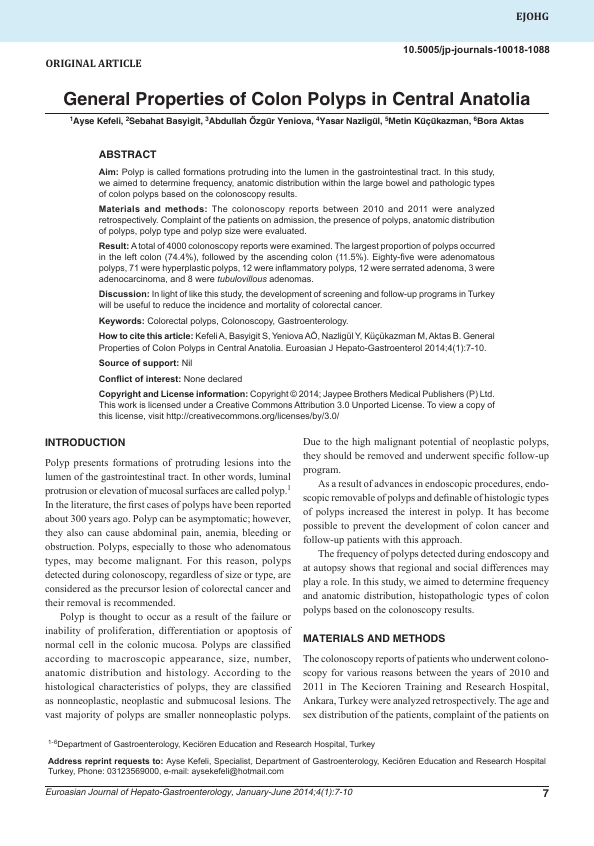 EJOHG
10.5005/jp-journals-10018-1088
ORIGINAL ARTICLE
General Properties of Colon Polyps in Central Anatolia
1Ayse Kefeli, 2Sebahat Basyigit, 3Abdullah Özgür Yeniova, 4Yasar Nazligül, 5Metin Küçükazman, 6Bora Aktas
ABSTRACT
Aim: Polyp is called formations protruding into the lumen in the gastrointestinal tract. In this study,
we aimed to determine frequency, anatomic distribution within the large bowel and pathologic types
of colon polyps based on the colonoscopy results.
Materials and methods: The colonoscopy reports between 2010 and 2011 were analyzed
retrospectively. Complaint of the patients on admission, the presence of polyps, anatomic distribution
of polyps, polyp type and polyp size were evaluated.
Result: A total of 4000 colonoscopy reports were examined. The largest proportion of polyps occurred
in the left colon (74.4%), followed by the ascending colon (11.5%). Eighty-five were adenomatous
polyps, 71 were hyperplastic polyps, 12 were inflammatory polyps, 12 were serrated adenoma, 3 were
adenocarcinoma, and 8 were tubulovillous adenomas.
Discussion: In light of like this study, the development of screening and follow-up programs in Turkey
will be useful to reduce the incidence and mortality of colorectal cancer.
Keywords: Colorectal polyps, Colonoscopy, Gastroenterology.
How to cite this article: Kefeli A, Basyigit S, Yeniova AÖ, Nazligül Y, Küçükazman M, Aktas B. General
Properties of Colon Polyps in Central Anatolia. Euroasian J Hepato-Gastroenterol 2014;4(1):7-10.
Source of support: Nil
Conflict of interest: None declared
Copyright and License information: Copyright © 2014; Jaypee Brothers Medical Publishers (P) Ltd.
This work is licensed under a Creative Commons Attribution 3.0 Unported License. To view a copy of
this license, visit http://creativecommons.org/licenses/by/3.0/
INTRODUCTION
Polyp presents formations of protruding lesions into the
lumen of the gastrointestinal tract. In other words, luminal
protrusion or elevation of mucosal surfaces are called polyp.1
In the literature, the first cases of polyps have been reported
about 300 years ago. Polyp can be asymptomatic; however,
they also can cause abdominal pain, anemia, bleeding or
obstruction. Polyps, especially to those who adenomatous
types, may become malignant. For this reason, polyps
detected during colonoscopy, regardless of size or type, are
considered as the precursor lesion of colorectal cancer and
their removal is recommended.
Polyp is thought to occur as a result of the failure or
inability of proliferation, differentiation or apoptosis of
normal cell in the colonic mucosa. Polyps are classified
according to macroscopic appearance, size, number,
anatomic distribution and histology. According to the
histological characteristics of polyps, they are classified
as nonneoplastic, neoplastic and submucosal lesions. The
vast majority of polyps are smaller nonneoplastic polyps.
Due to the high malignant potential of neoplastic polyps,
they should be removed and underwent specific follow-up
program.
As a result of advances in endoscopic procedures, endo-
scopic removable of polyps and definable of histologic types
of polyps increased the interest in polyp. It has become
possible to prevent the development of colon cancer and
follow-up patients with this approach.
The frequency of polyps detected during endoscopy and
at autopsy shows that regional and social differences may
play a role. In this study, we aimed to determine frequency
and anatomic distribution, histopathologic types of colon
polyps based on the colonoscopy results.
MATERIALS AND METHODS
The colonoscopy reports of patients who underwent colono-
scopy for various reasons between the years of 2010 and
2011 in The Kecioren Training and Research Hospital,
Ankara, Turkey were analyzed retrospectively. The age and
sex distribution of the patients, complaint of the patients on
1-6Department of Gastroenterology, Keciören Education and Research Hospital, Turkey
Address reprint requests to: Ayse Kefeli, Specialist, Department of Gastroenterology, Keciören Education and Research Hospital
Turkey, Phone: 03123569000, e-mail: aysekefeli@hotmail.com
Euroasian Journal of Hepato-Gastroenterology, January-June 2014;4(1):7-10
7